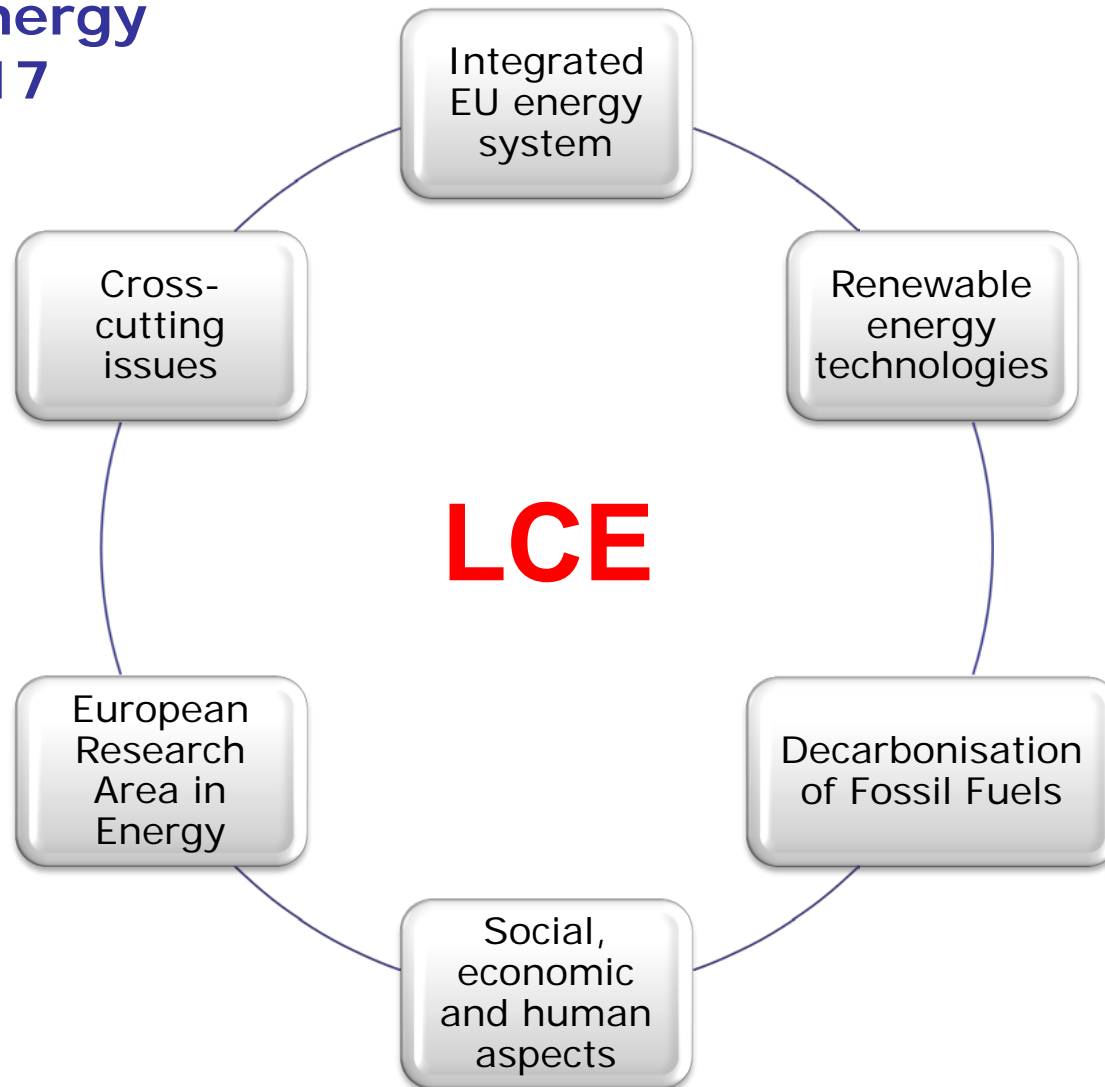 nergy
17
Integrated
EU energy
system
Cross-
cutting
issues
Renewable
energy
technologies
LCE
European
Research
Area in
Energy
Decarbonisation
of Fossil Fuels
Social,
economic
and human
aspects